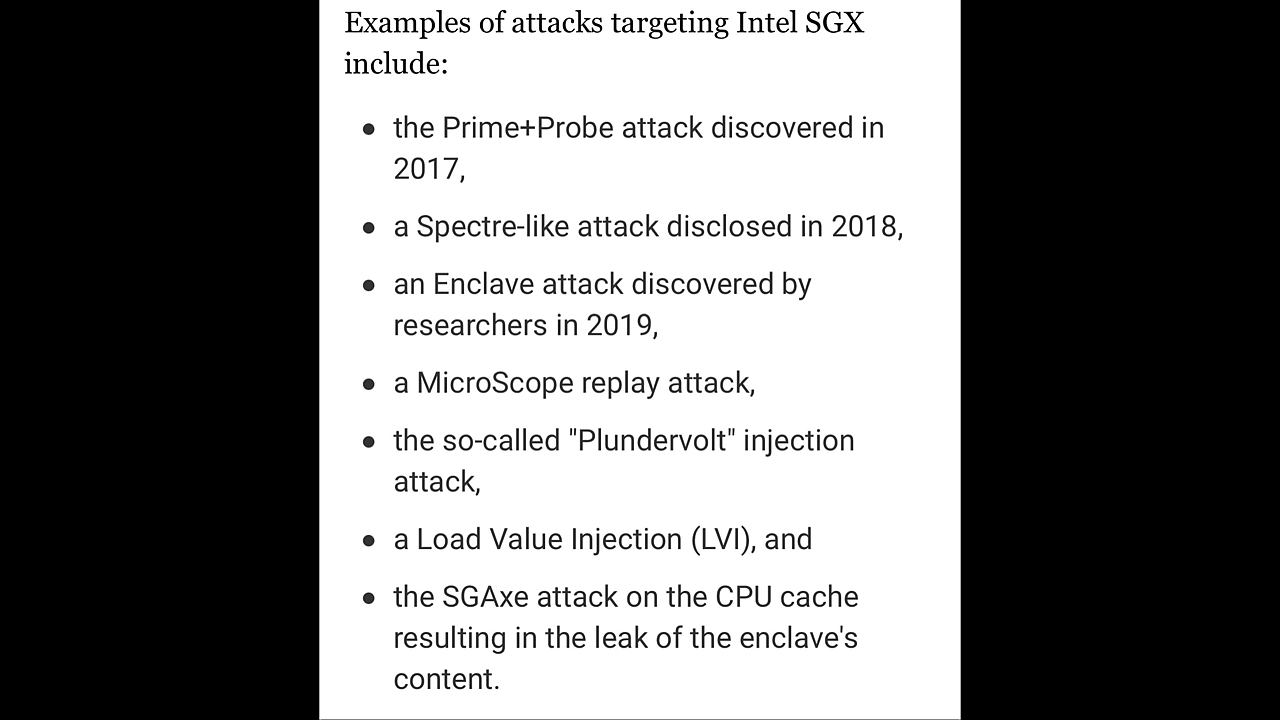 Examples of attacks targeting Intel SGX
include:
• the Prime+Probe attack discovered in
2017,
• a Spectre-like attack disclosed in 2018,
• an Enclave attack discovered by
researchers in 2019,
• a MicroScope replay attack,
• the so-called "Plundervolt" injection
attack,
• a Load Value Injection (LVI), and
• the SGAxe attack on the CPU cache
resulting in the leak of the enclave's
content.